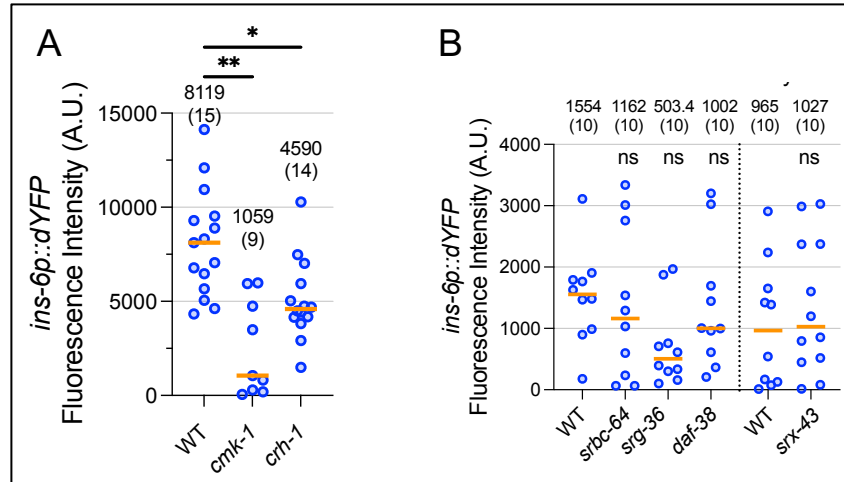 A
*
**
8119
(15)
1059
(9)
4590
(14)
15000
10000
5000
0
ins-6p::dYFP
Fluorescence Intensity (A.U.)
WT
cmk-1
crh-1
B
1554
(10)
1162
(10)
503.4
(10)
1002
(10)
965
(10)
1027
(10)
ns
ns
ns
ns
4000
3000
2000
1000
0
ins-6p::dYFP
Fluorescence Intensity (A.U.)
WT
srbc-64
srg-36
daf-38
WT
srx-43